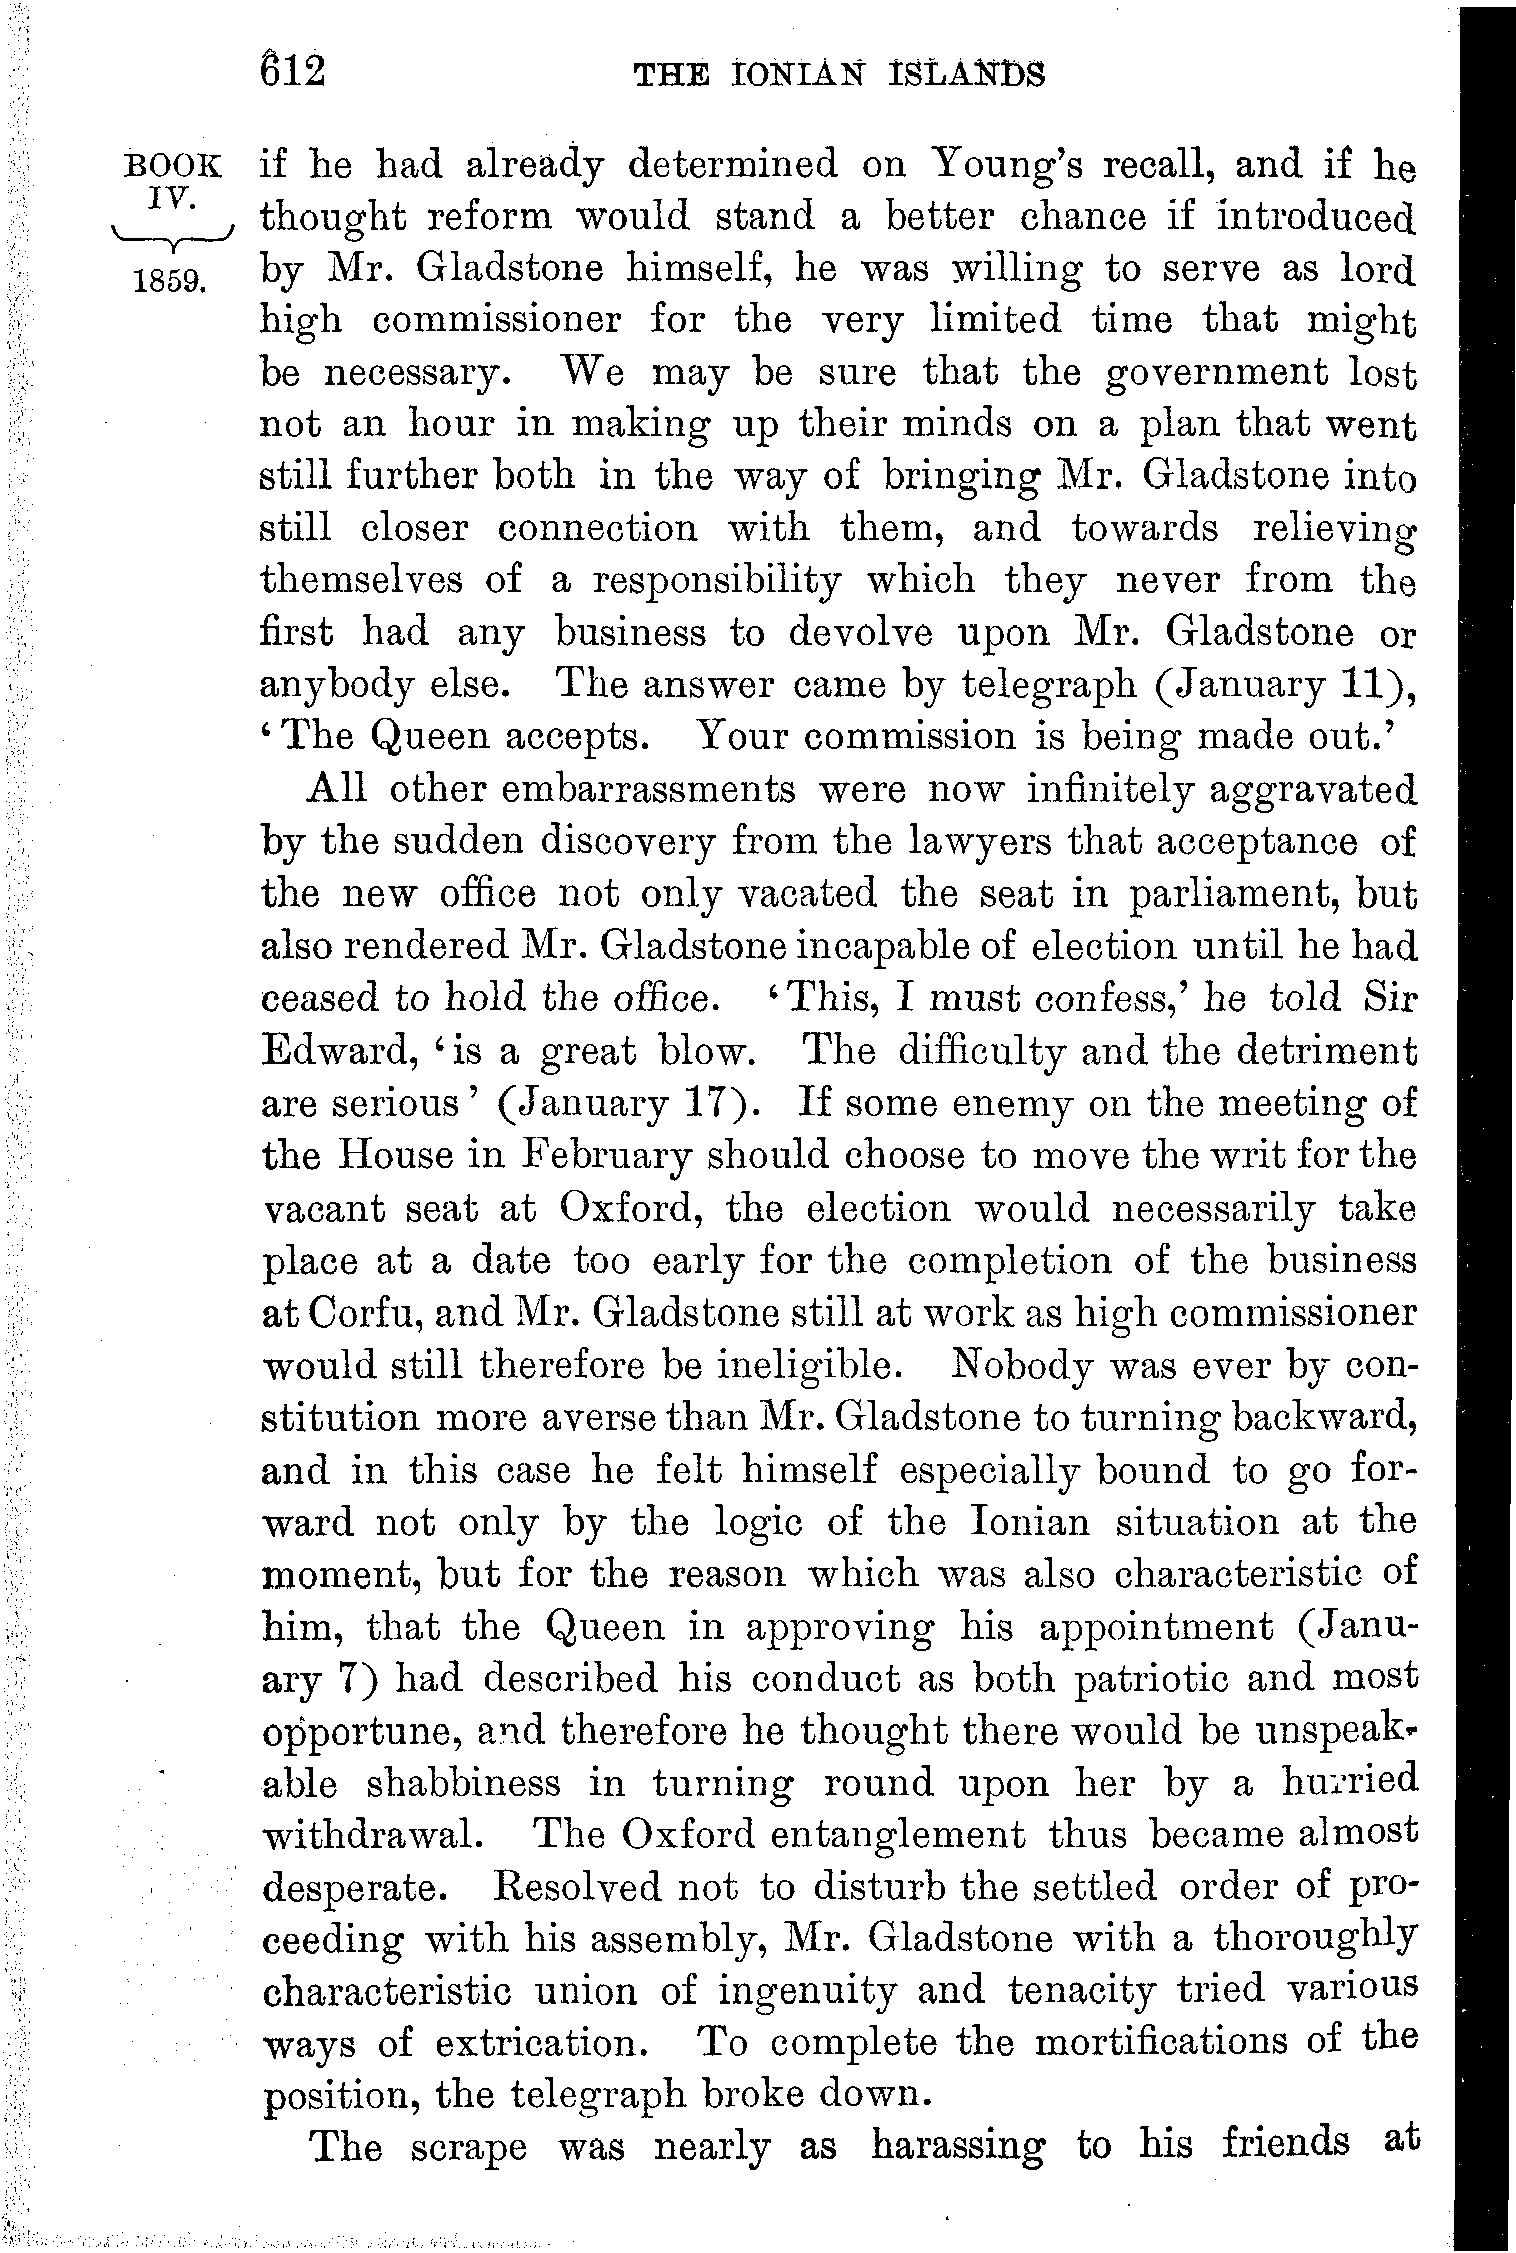 612 THE IONIAN ISLANDS
BOOK
IV.
1859.
if he had already determined on Young's recall, and if he
thought reform would stand a better chance if introduced
by Mr. Gladstone himself, he was willing to serve as lord
high commissioner for the very limited time that might
be necessary. We may be sure that the government lost
not an hour in making up their minds on a plan that went
still further both in the way of bringing Mr. Gladstone into
still closer connection with them, and towards relieving
themselves of a responsibility which they never from the
first had any business to devolve upon Mr. Gladstone or
anybody else. The answer came by telegraph (January 11),
‘The Queen accepts. Your commission is being made out.’
All other embarrassments were now infinitely aggravated
by the sudden discovery from the lawyers that acceptance of
the new office not only vacated the seat in parliament, but
also rendered Mr. Gladstone incapable of election until he had
ceased to hold the office. ‘This, I must confess,’ he told Sir
Edward, ‘is a great blow. The difficulty and the detriment
are serious’ (January 17). If some enemy on the meeting of
the House in February should choose to move the writ for the
vacant seat at Oxford, the election would necessarily take
place at a date too early for the completion of the business
at Corfu, and Mr. Gladstone still at work as high commissioner
would still therefore be ineligible. Nobody was ever by con-
stitution more averse than Mr. Gladstone to turning backward,
and in this case he felt himself especially bound to go for-
ward not only by the logic of the Ionian situation at the
moment, but for the reason which was also characteristic of
him, that the Queen in approving his appointment (Janu-
ary 7) had described his conduct as both patriotic and most
opportune, and therefore he thought there would be unspeak-
able shabbiness in turning round upon her by a hurried
withdrawal. The Oxford entanglement thus became almost
desperate. Resolved not to disturb the settled order of pro-
ceeding with his assembly, Mr. Gladstone with a thoroughly
characteristic union of ingenuity and tenacity tried various
ways of extrication. To complete the mortifications of the
position, the telegraph broke down.
The scrape was nearly as harassing to his friends at